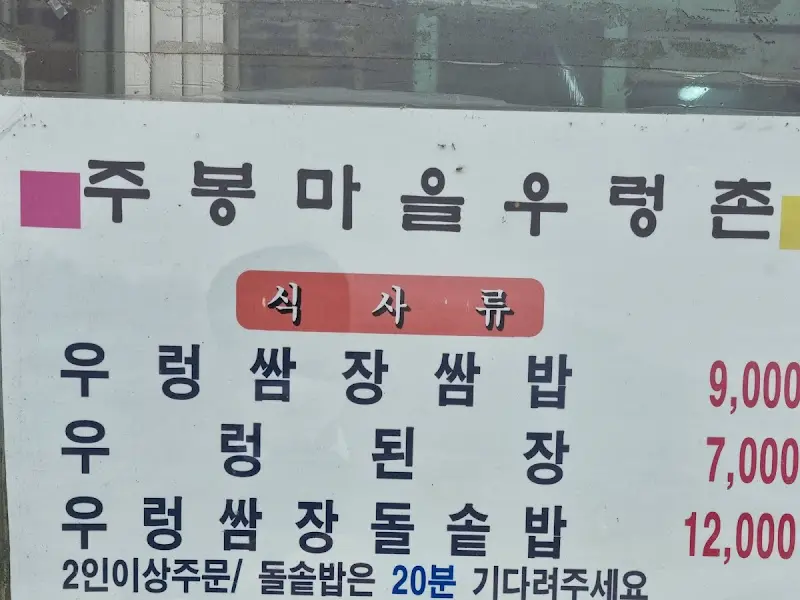 주봉마을우렁촌
식사류
우렁쌈장쌈밥 9,000
우렁된장 7,000
우렁쌈장돌솥밥 12,000
2인이상주문/ 돌솥밥은 20분 기다려주세요